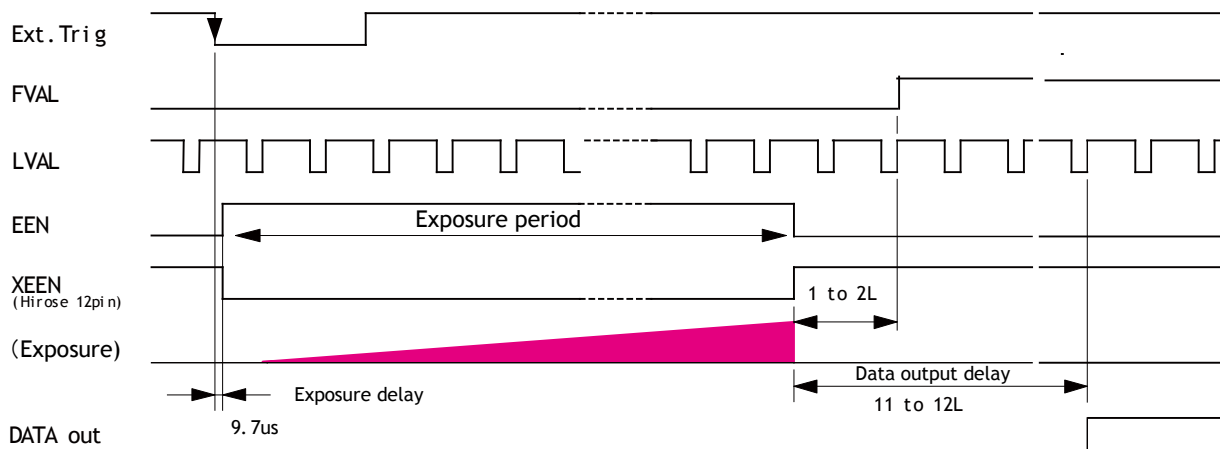 Ext.Trig
FVAL
LVAL
EEN
Exposure period
XEEN
(Hirose 12pin)
1 to 2L
(Exposure)
Data output delay
Exposure delay
11 to 12L
9.7us
DATA out